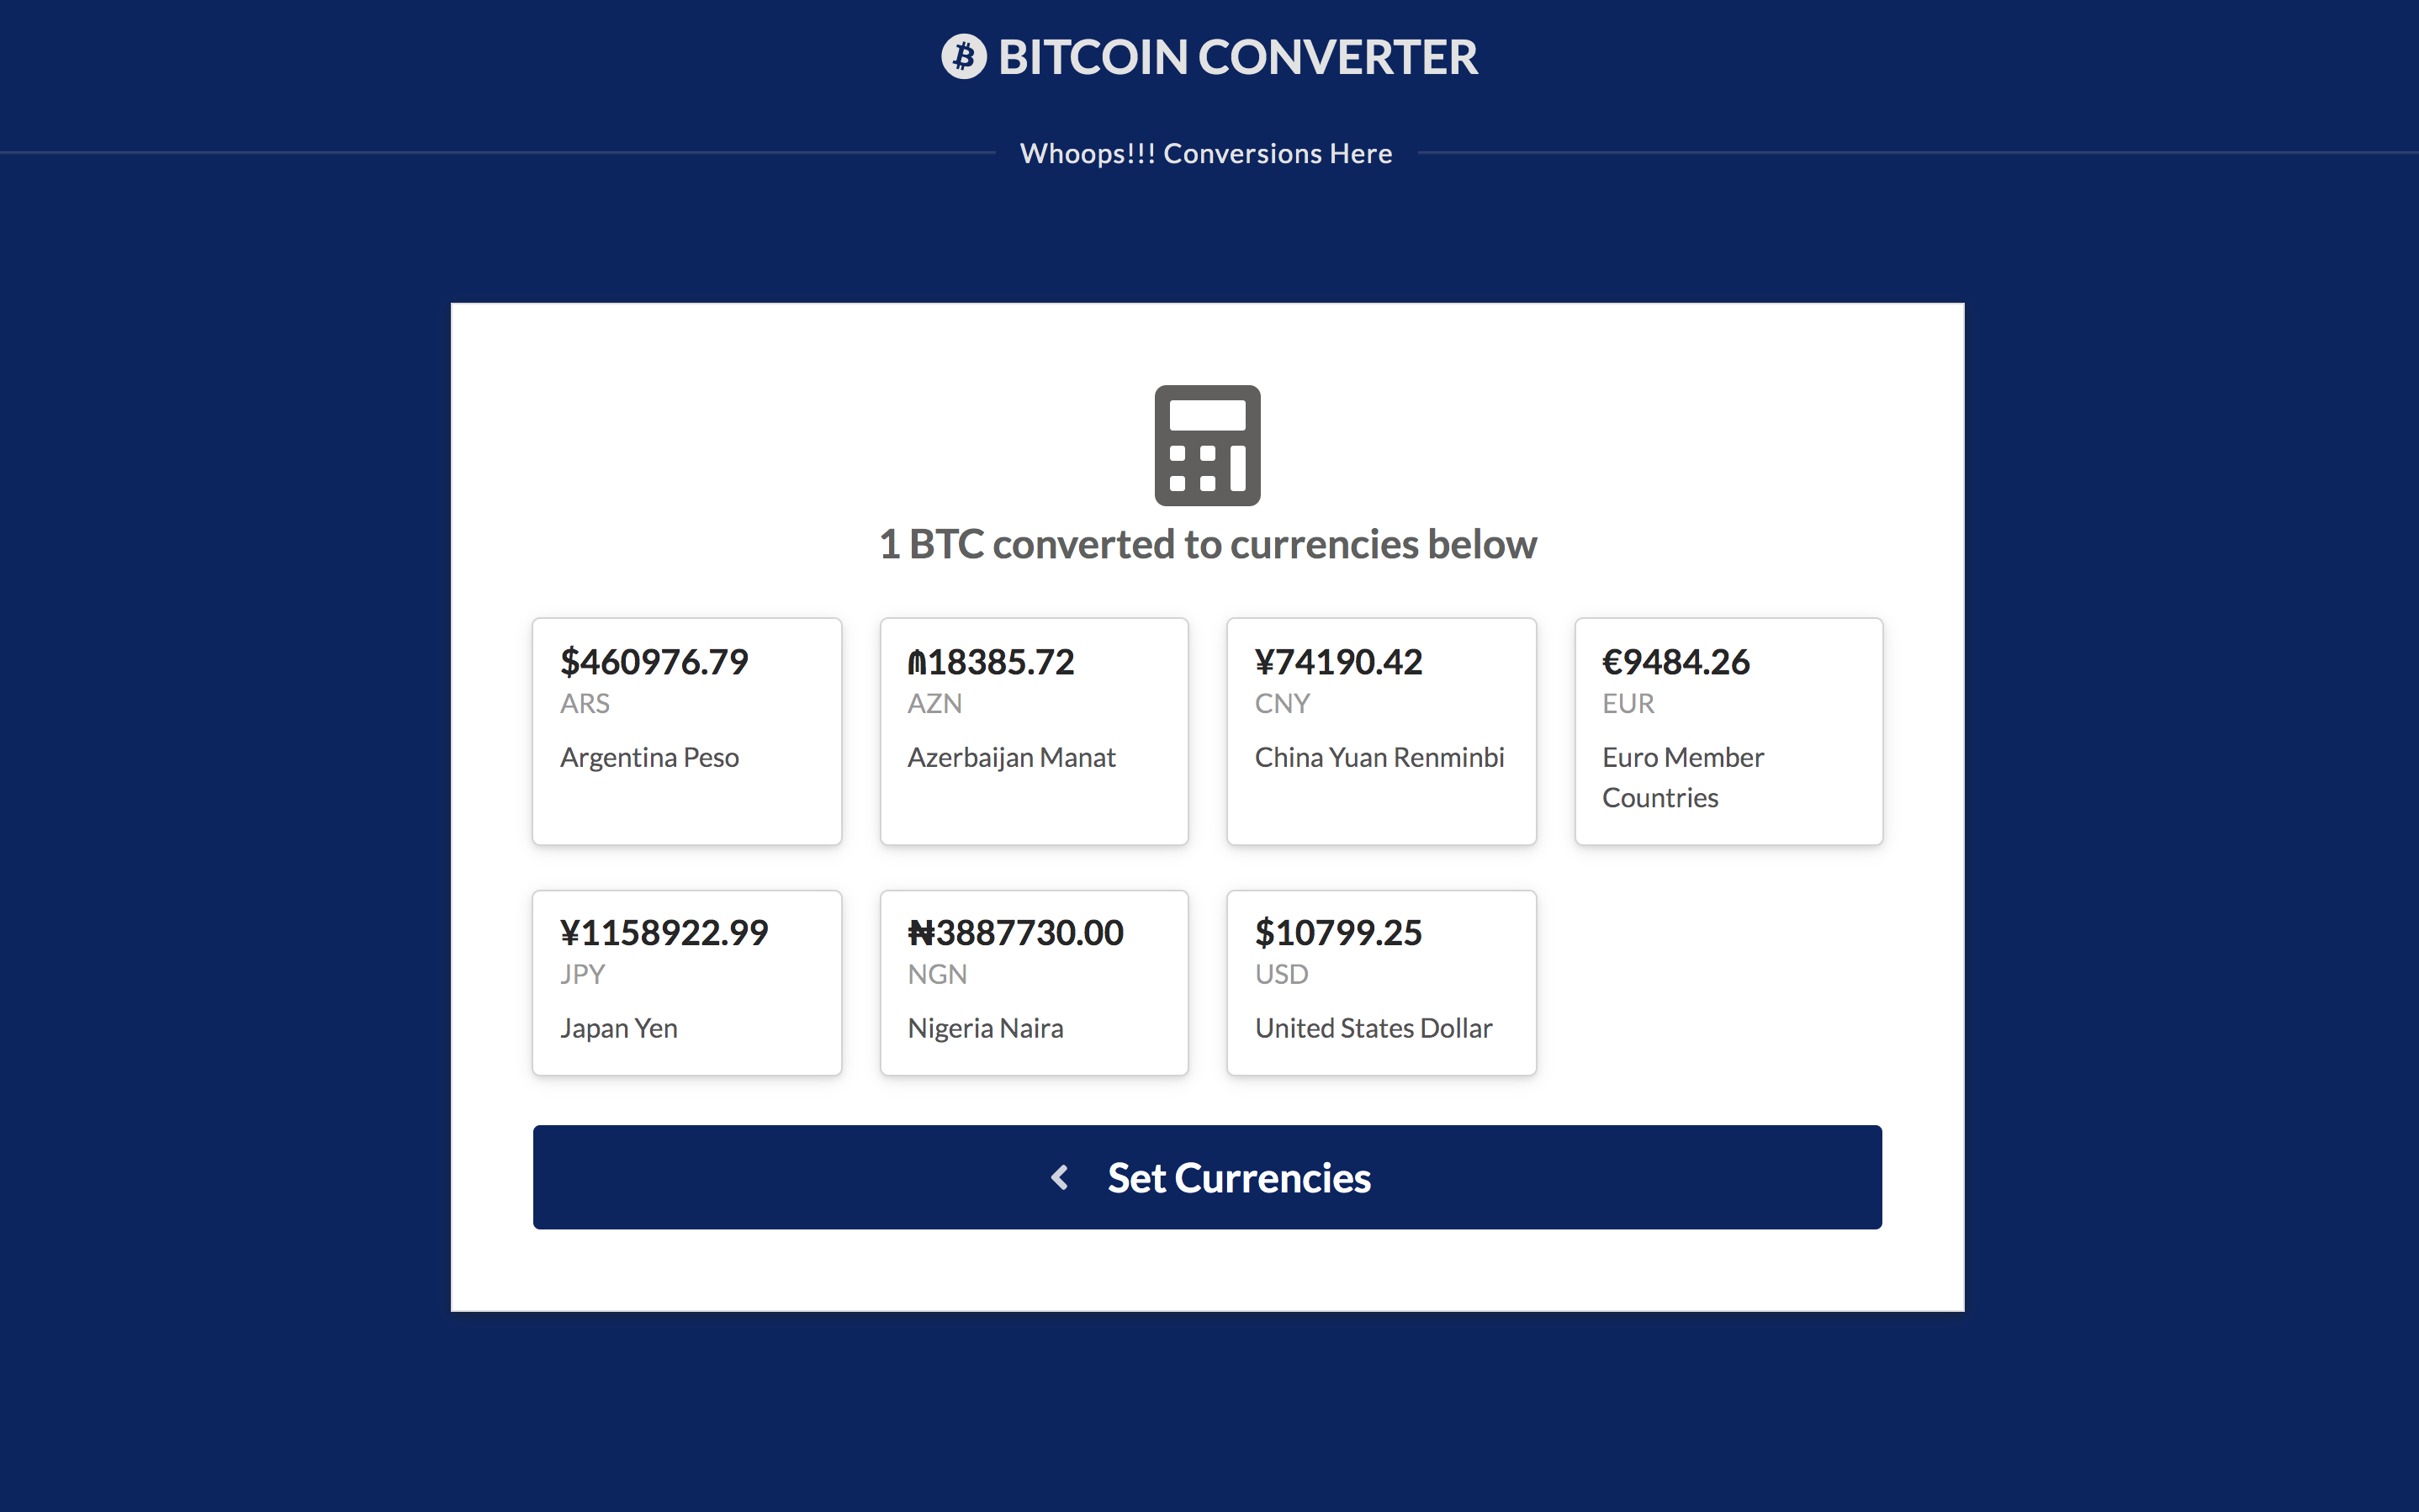 BITCOIN CONVERTER
Whoops!!! Conversions Here
1 BTC converted to currencies below
$460976.79
ARS
Argentina Peso
₼18385.72
AZN
Azerbaijan Manat
¥74190.42
CNY
China Yuan Renminbi
€9484.26
EUR
Euro Member
Countries
¥1158922.99
JPY
Japan Yen
₦3887730.00
NGN
Nigeria Naira
$10799.25
USD
United States Dollar
Set Currencies